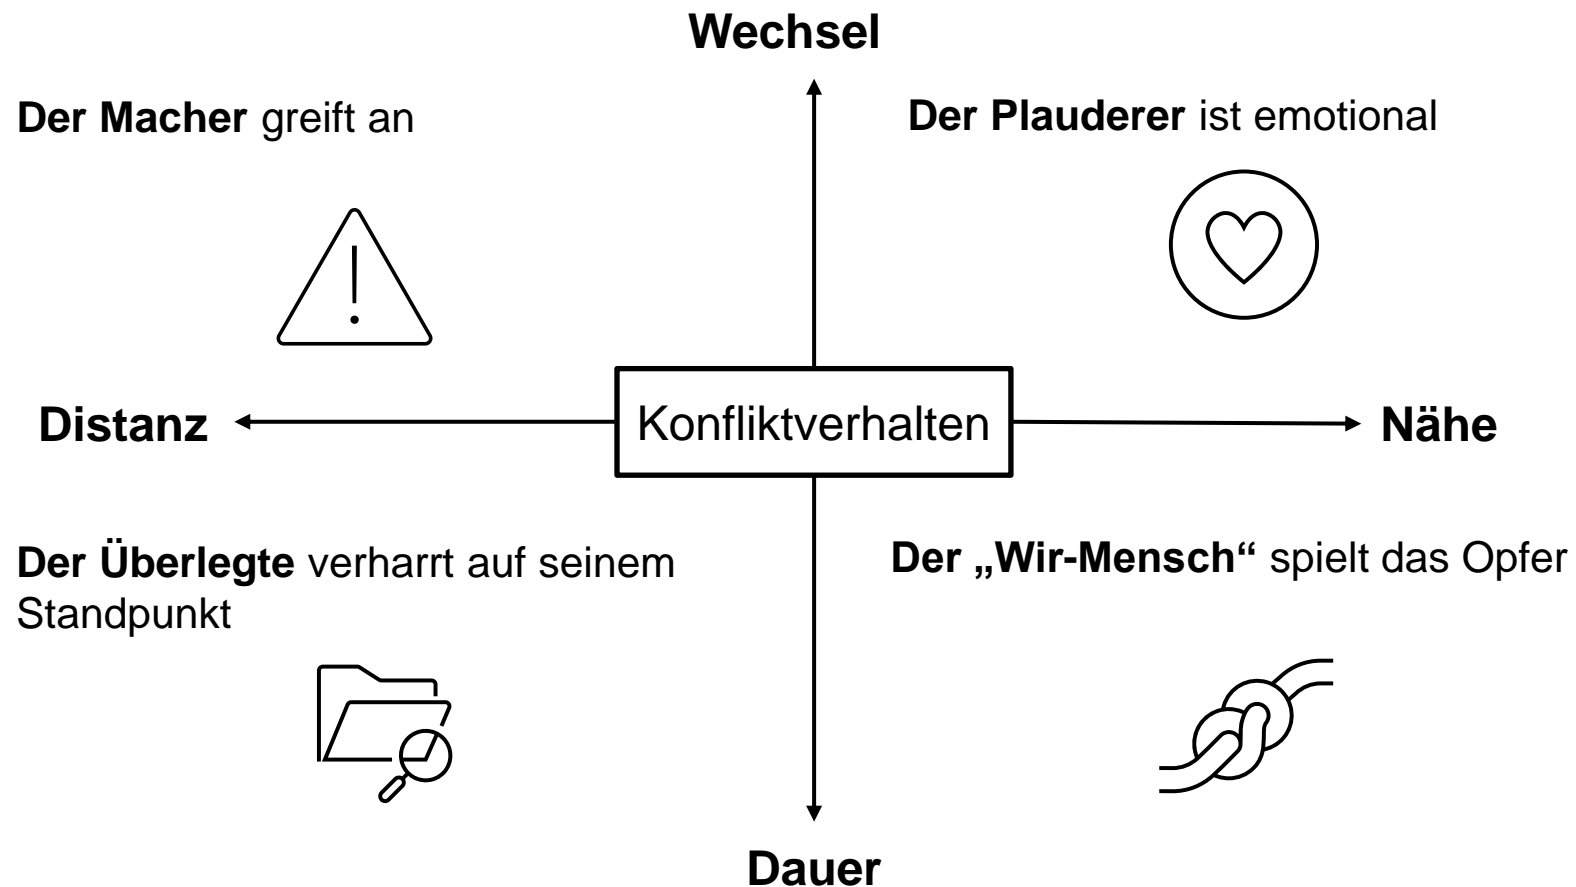 Wechsel
Der Macher greift an
Der Plauderer ist emotional
Distanz
Konfliktverhalten
Nähe
Der Überlegte verharrt auf seinem
Standpunkt
Der „Wir-Mensch“ spielt das Opfer
Dauer